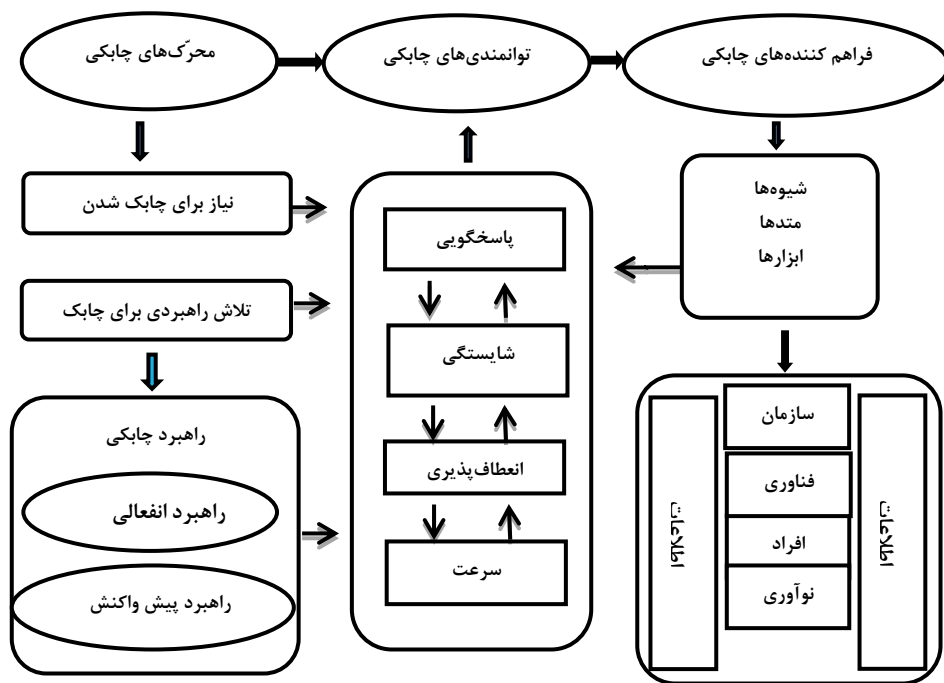 محرّک‌های چابکی
توانمندی‌های چابکی
فراهم کننده‌های چابکی
نیاز برای چابک شدن
تلاش راهبردی برای چابک
راهبرد چابکی
راهبرد انفعالی
راهبرد پیش واکنش
پاسخگویی
شایستگی
انعطاف‌پذیری
سرعت
شیوه‌ها
متدها
ابزارها
اطلاعات
سازمان
فناوری
افراد
نوآوری
اطلاعات